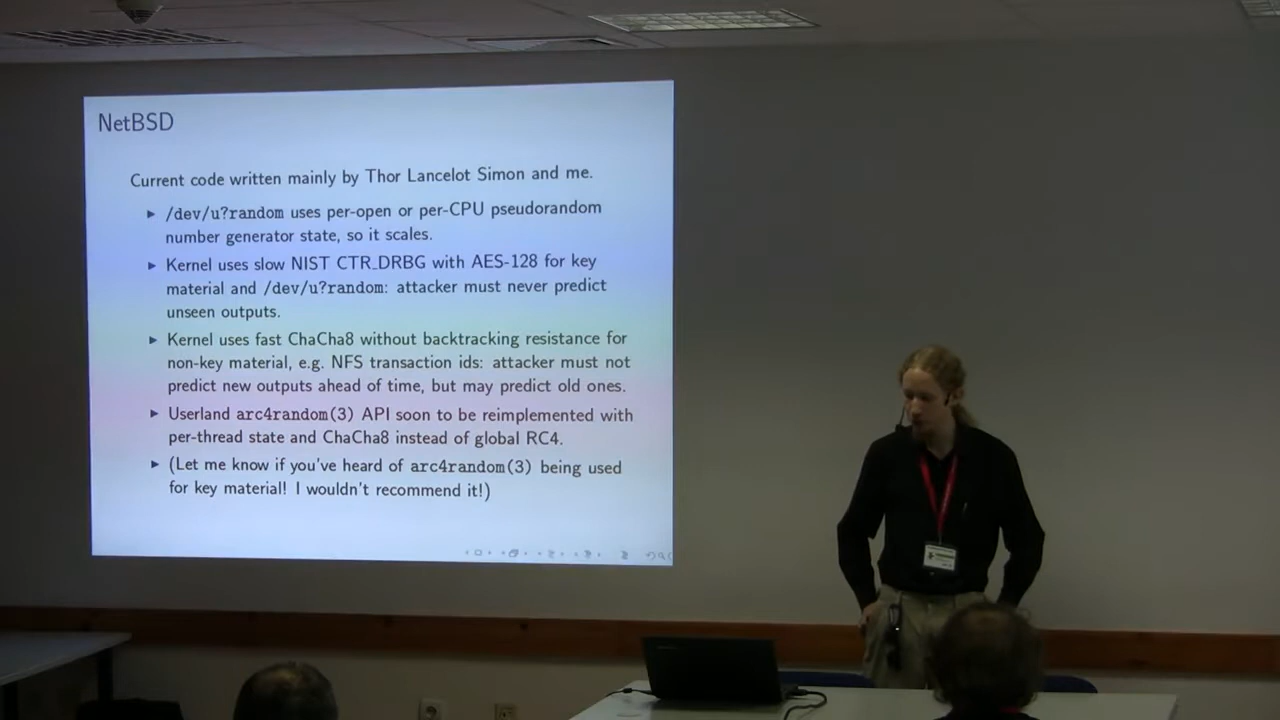 NetBSD
Current code written mainly by Thor Lancelot Simon and me.
▶ /dev/u?random uses per-open or per-CPU pseudorandom
number generator state, so it scales.
▶ Kernel uses slow NIST CTR_DRBG with AES-128 for key
material and /dev/u?random: attacker must never predict
unseen outputs.
▶ Kernel uses fast ChaCha8 without backtracking resistance for
non-key material, e.g. NFS transaction ids: attacker must not
predict new outputs ahead of time, but may predict old ones.
▶ Userland arc4random(3) API soon to be reimplemented with
per-thread state and ChaCha8 instead of global RC4.
▶ (Let me know if you've heard of arc4random(3) being used
for key material! I wouldn't recommend it!)